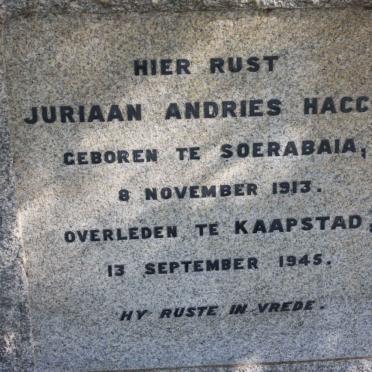 HIER RUST
JURIAAN ANDRIES HACC
GEBOREN TE SOERABAIA,
8 NOVEMBER 1913.
OVERLEDEN TE KAAPSTAD,
13 SEPTEMBER 1945.
HY RUSTE IN VREDE.